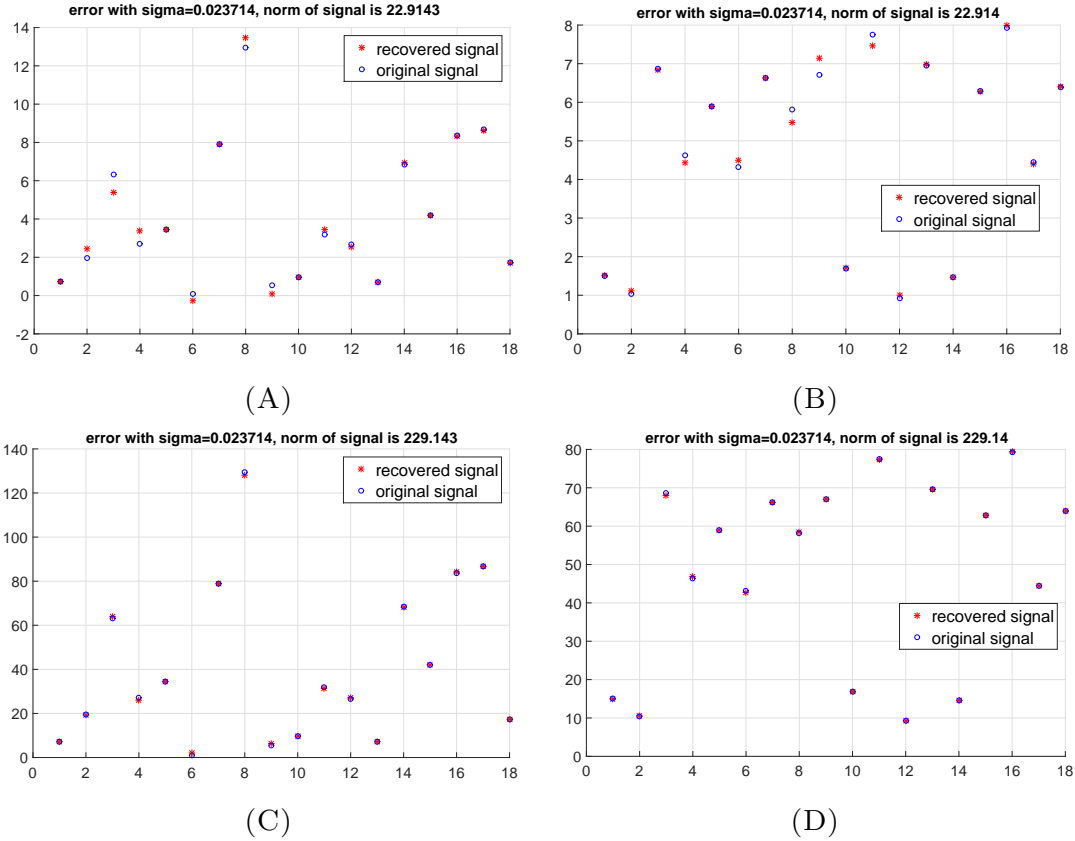 error with sigma=0.023714, norm of signal is 22.9143
14
12
10
8
6
4
2
0
-2
0 2 4 6 8 10 12 14 16 18
recovered signal
original signal
(A)
error with sigma=0.023714, norm of signal is 22.914
8
7
6
5
4
3
2
1
0
0 2 4 6 8 10 12 14 16 18
recovered signal
original signal
(B)
error with sigma=0.023714, norm of signal is 229.143
140
120
100
80
60
40
20
0
0 2 4 6 8 10 12 14 16 18
recovered signal
original signal
(C)
error with sigma=0.023714, norm of signal is 229.14
80
70
60
50
40
30
20
10
0
0 2 4 6 8 10 12 14 16 18
recovered signal
original signal
(D)